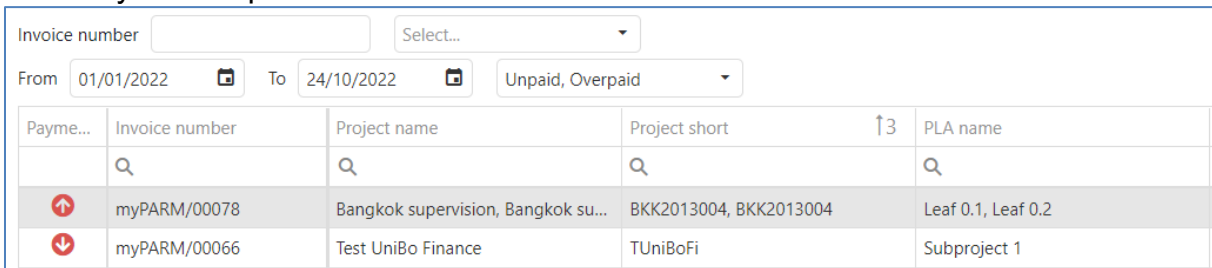 Invoice number Select...
From 01/01/2022 To 24/10/2022 Unpaid, Overpaid
Payme... Invoice number Project name Project short 3 PLA name
myPARM/00078 Bangkok supervision, Bangkok su... BKK2013004, BKK2013004 Leaf 0.1, Leaf 0.2
myPARM/00066 Test UniBo Finance TUniBoFi Subproject 1